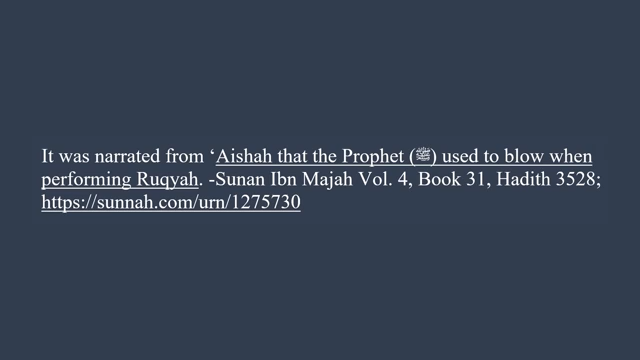 It was narrated from ‘Aishah that the Prophet (ﷺ) used to blow when
performing Ruqyah. -Sunan Ibn Majah Vol. 4, Book 31, Hadith 3528;
https://sunnah.com/urn/1275730